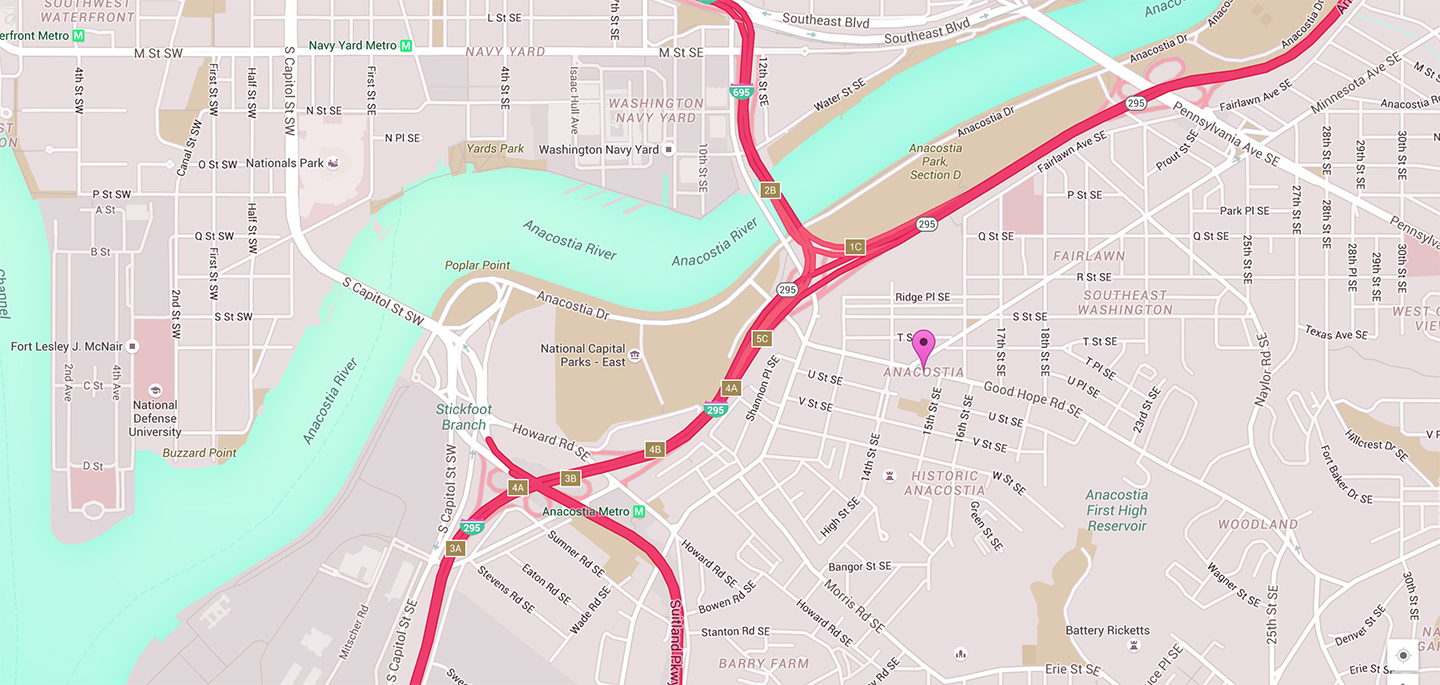 SOUTHWEST
WATERFRONT
erfront Metro M
M St SW
4th St SW
First St SW
Half St SW
Canal St SW
O St SW
P St SW
A St
B St
Q St SW
Half St SW
First St SW
2nd St SW
S St SW
Fort Lesley J. McNair
2nd Ave
4th Ave
C St
D St
National
Defense
University
Buzzard Point
Channel
S Capitol St SW
S Capitol St SW
Navy Yard Metro M
NAVY YARD
L St SE
M St SE
7th St SE
4th St SE
First St SE
N St SE
N Pl SE
Nationals Park
Isaac Hull Ave
WASHINGTON
NAVY YARD
Washington Navy Yard
Yards Park
10th St SE
12th St SE
695
Southeast Blvd
Southeast Blvd
Water St SE
Anacostia
Anacostia Dr
Anacostia Dr
Anacostia Dr
Anacostia
Park,
Section D
2B
1C
295
295
295
Anacostia River
Anacostia River
Anacostia River
Poplar Point
Anacostia Dr
National Capital
Parks - East
5C
4A
295
4B
3B
4A
295
3A
Stickfoot
Branch
Howard Rd SE
S Capitol St SW
S Capitol St SE
Mitscher Rd
Anacostia Metro M
Sumner Rd SE
Eaton Rd SE
Stevens Rd SE
Wade Rd SE
Suitland Pkwy
Howard Rd SE
Bowen Rd SE
Stanton Rd SE
Howard Rd SE
Morris Rd SE
BARRY FARM
Bangor St SE
Erie St SE
Battery Ricketts
Shannon Pl SE
U St SE
V St SE
14th St SE
High St SE
HISTORIC
ANACOSTIA
ANACOSTIA
Good Hope Rd SE
15th St SE
16th St SE
U St SE
V St SE
W St SE
Green St SE
Ridge Pl SE
T S
S St SE
17th St SE
18th St SE
T St SE
T Pl SE
U Pl SE
23rd St SE
SOUTHEAST
WASHINGTON
R St SE
FAIRLAWN
Q St SE
Q St SE
P St SE
Park Pl SE
Prout St SE
Fairlawn Ave SE
Fairlawn Ave SE
Pennsylvania Ave SE
Pennsylv
Minnesota Ave SE
M St
Anacostia Rd
28th St SE
29th St SE
30th St SE
27th St SE
28th St SE
25th St SE
28th Pl SE
29th St SE
30th St SE
Naylor Rd SE
Texas Ave SE
WEST
VIEW
Hillcrest Dr SE
Fort Baker Dr SE
Anacostia
First High
Reservoir
WOODLAND
Wagner St SE
25th St SE
30th St SE
Denver St SE
Erie St SE